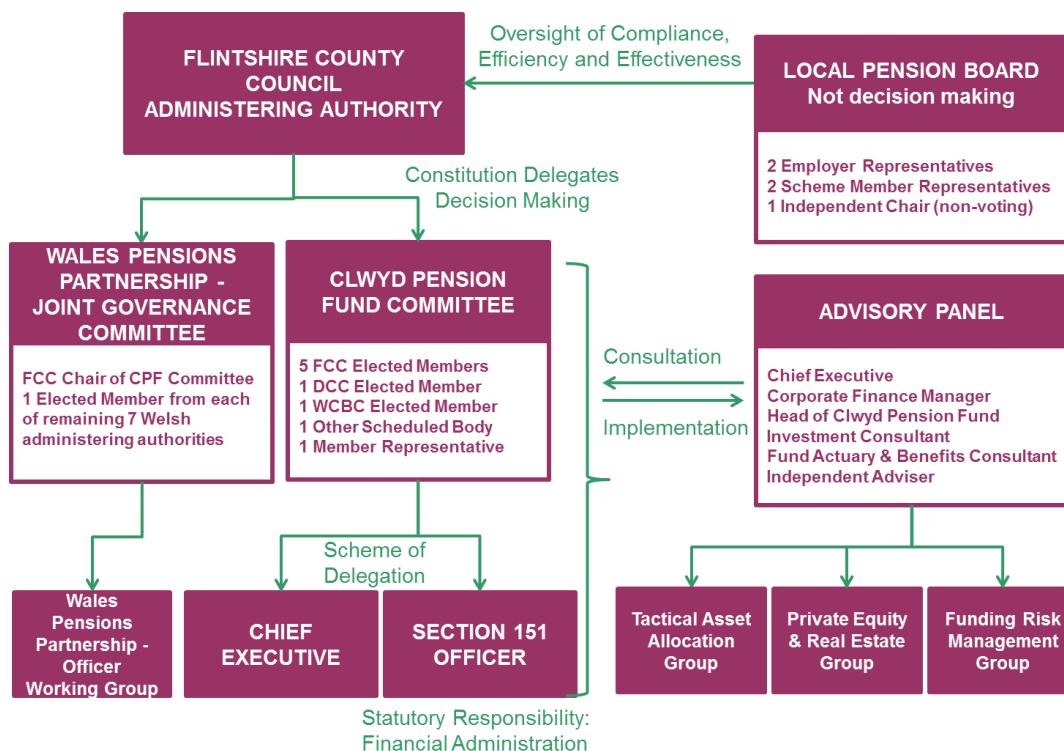 FLINTSHIRE COUNTY
COUNCIL
ADMINISTERING AUTHORITY
Oversight of Compliance,
Efficiency and Effectiveness
LOCAL PENSION BOARD
Not decision making
2 Employer Representatives
2 Scheme Member Representatives
1 Independent Chair (non-voting)
Constitution Delegates
Decision Making
WALES PENSIONS
PARTNERSHIP -
JOINT GOVERNANCE
COMMITTEE
FCC Chair of CPF Committee
1 Elected Member from each
of remaining 7 Welsh
administering authorities
CLWYD PENSION
FUND COMMITTEE
5 FCC Elected Members
1 DCC Elected Member
1 WCBC Elected Member
1 Other Scheduled Body
1 Member Representative
Consultation
Implementation
ADVISORY PANEL
Chief Executive
Corporate Finance Manager
Head of Clwyd Pension Fund
Investment Consultant
Fund Actuary & Benefits Consultant
Independent Adviser
Scheme of
Delegation
Wales
Pensions
Partnership -
Officer
Working Group
CHIEF
EXECUTIVE
SECTION 151
OFFICER
Tactical Asset
Allocation
Group
Private Equity
& Real Estate
Group
Funding Risk
Management
Group
Statutory Responsibility:
Financial Administration